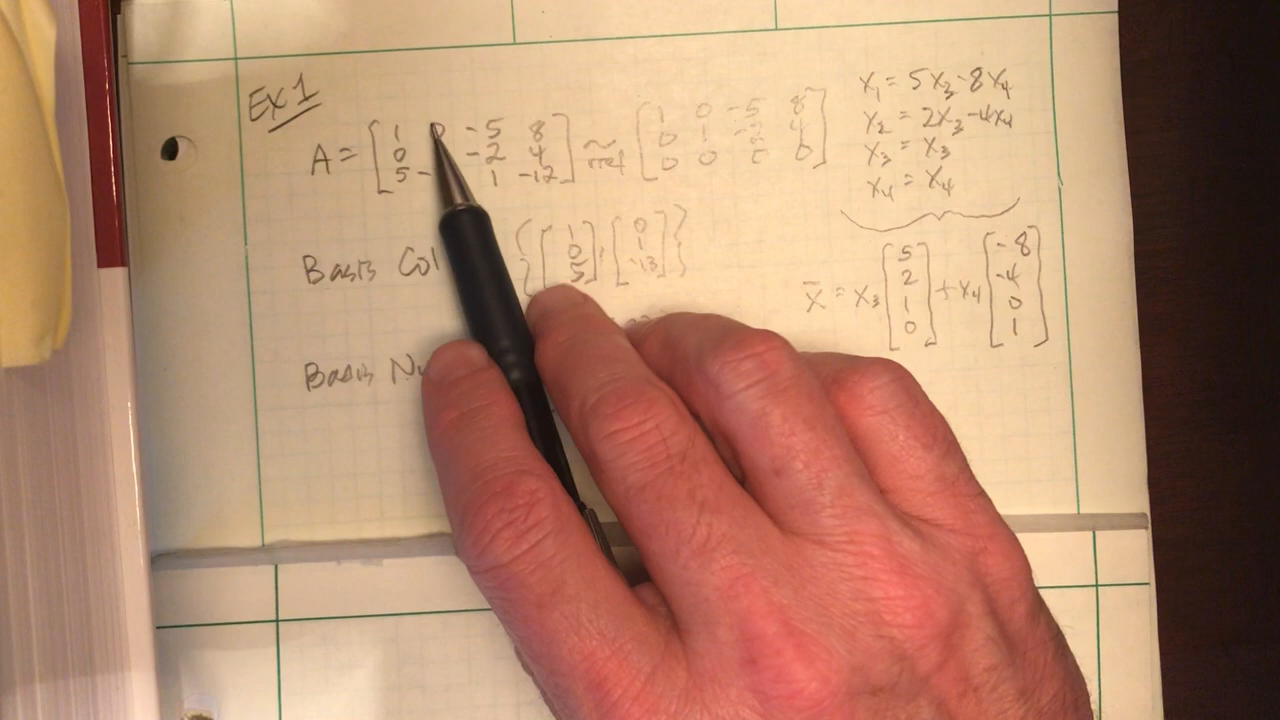 Ex 1
A = [ 1 0 -5 8 ] ~ rref [ 1 0 -5 8 ]
0 -2 4 0 1 -2 4
5 - 1 -12 0 0 0 0
x₁ = 5x₃-8x₄
x₂ = 2x₃-4x₄
x₃ = x₃
x₄ = x₄
Basis Col { [ 1 0 5 ], [ 0 1 -13 ] }
x̄ = x₃ [ 5 2 1 0 ] + x₄ [ -8 -4 0 1 ]
Basis Nu